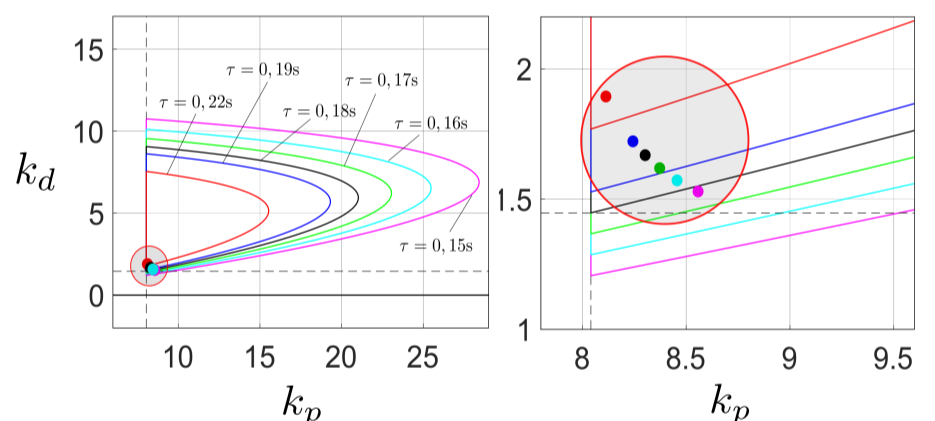 15
10
5
0
k_d
τ = 0, 22s
τ = 0, 19s
τ = 0, 18s
τ = 0, 17s
τ = 0, 16s
τ = 0, 15s
10 15 20 25
k_p
2
1.5
1
8 8.5 9 9.5
k_p